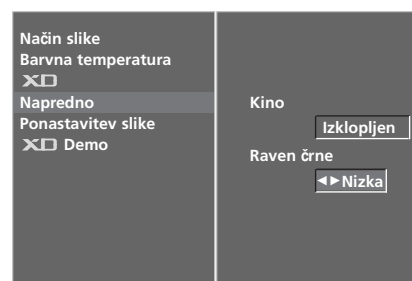 Način slike
Barvna temperatura
XD
Napredno
Ponastavitev slike
XD Demo
Kino
Izklopljen
Raven črne
◄►Nizka